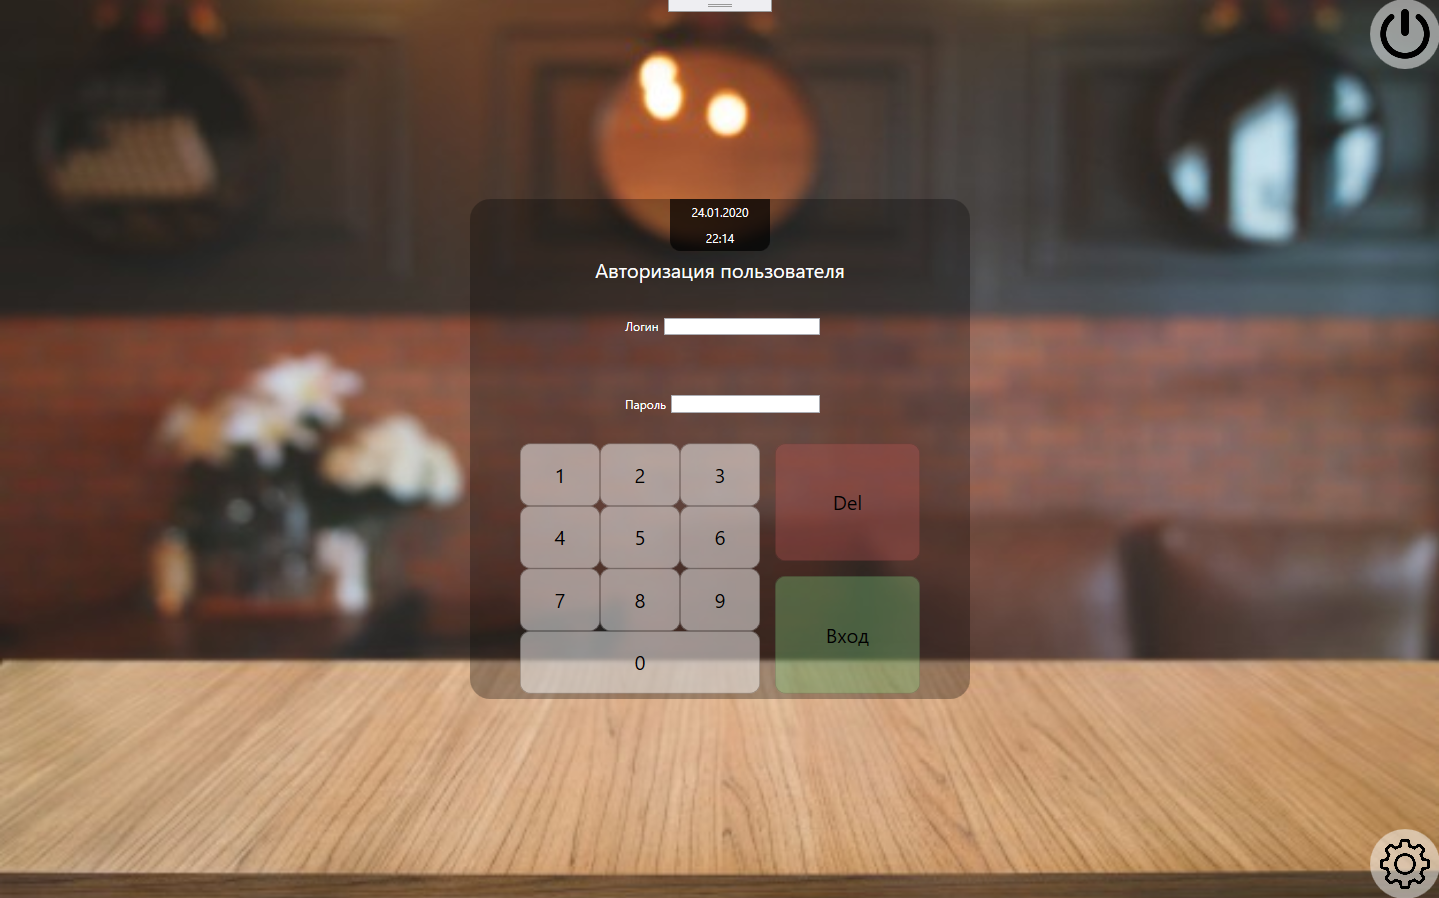 24.01.2020
22:14
Авторизация пользователя
Логин
Пароль
1 2 3
Del
4 5 6
7 8 9
Вход
0